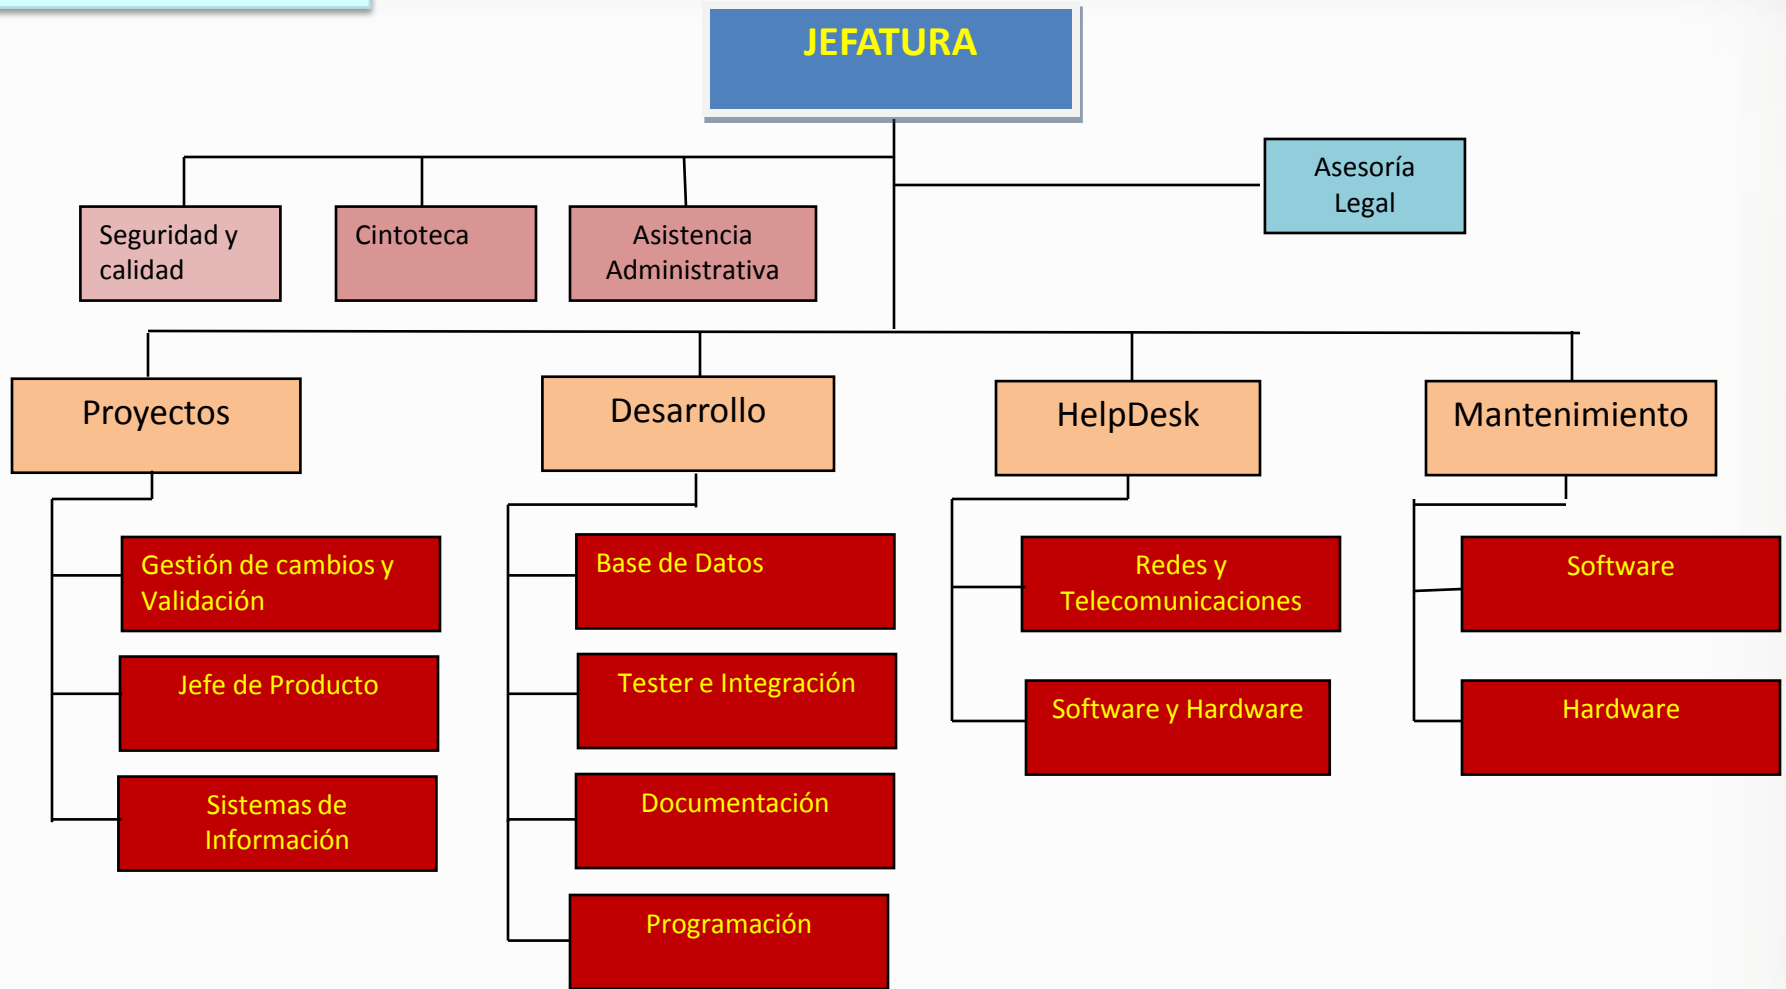 JEFATURA
Asesoría
Legal
Seguridad y
calidad
Cintoteca
Asistencia
Administrativa
Proyectos
Desarrollo
HelpDesk
Mantenimiento
Gestión de cambios y
Validación
Jefe de Producto
Sistemas de
Información
Base de Datos
Tester e Integración
Documentación
Programación
Redes y
Telecomunicaciones
Software y Hardware
Software
Hardware